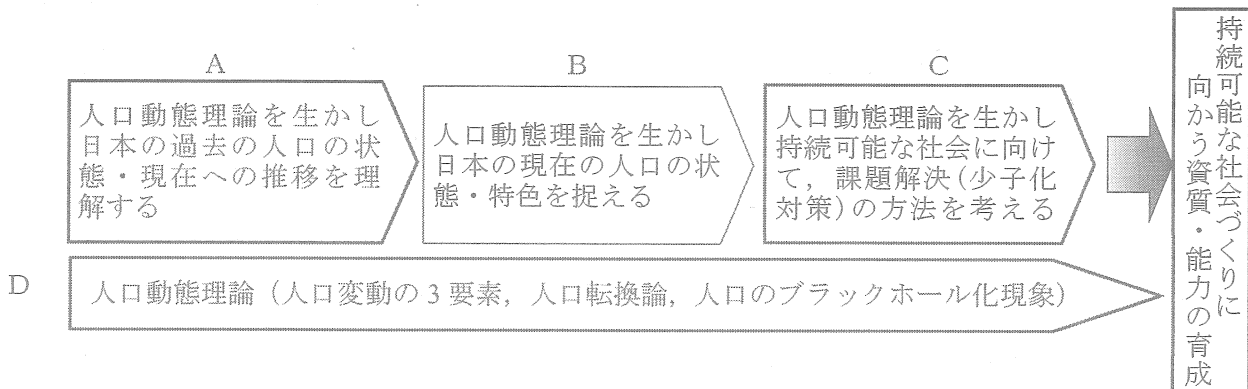 A
人口動態理論を生かし
日本の過去の人口の状
態・現在への推移を理
解する
B
人口動態理論を生かし
日本の現在の人口の状
態・特色を捉える
C
人口動態理論を生かし
持続可能な社会に向け
て，課題解決(少子化
対策)の方法を考える
D
人口動態理論（人口変動の3要素，人口転換論，人口のブラックホール化現象）
持続可能な社会づくりに
向かう資質・能力の育成